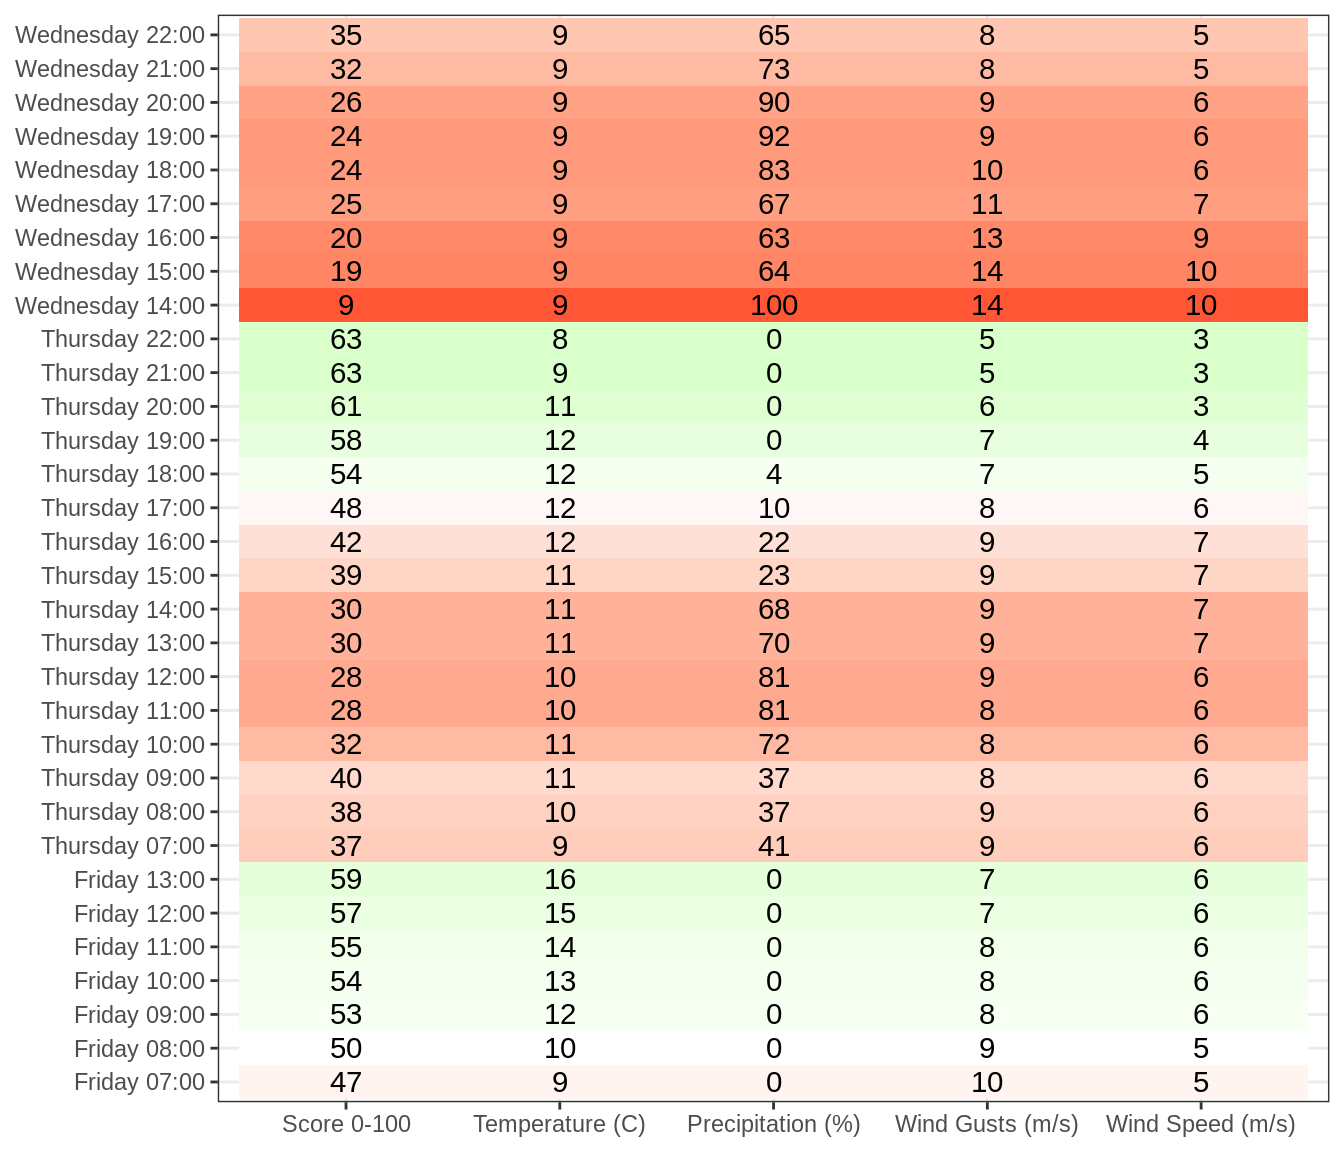 Wednesday 22:00 35 9 65 8 5
Wednesday 21:00 32 9 73 8 5
Wednesday 20:00 26 9 90 9 6
Wednesday 19:00 24 9 92 9 6
Wednesday 18:00 24 9 83 10 6
Wednesday 17:00 25 9 67 11 7
Wednesday 16:00 20 9 63 13 9
Wednesday 15:00 19 9 64 14 10
Wednesday 14:00 9 9 100 14 10
Thursday 22:00 63 8 0 5 3
Thursday 21:00 63 9 0 5 3
Thursday 20:00 61 11 0 6 3
Thursday 19:00 58 12 0 7 4
Thursday 18:00 54 12 4 7 5
Thursday 17:00 48 12 10 8 6
Thursday 16:00 42 12 22 9 7
Thursday 15:00 39 11 23 9 7
Thursday 14:00 30 11 68 9 7
Thursday 13:00 30 11 70 9 7
Thursday 12:00 28 10 81 9 6
Thursday 11:00 28 10 81 8 6
Thursday 10:00 32 11 72 8 6
Thursday 09:00 40 11 37 8 6
Thursday 08:00 38 10 37 9 6
Thursday 07:00 37 9 41 9 6
Friday 13:00 59 16 0 7 6
Friday 12:00 57 15 0 7 6
Friday 11:00 55 14 0 8 6
Friday 10:00 54 13 0 8 6
Friday 09:00 53 12 0 8 6
Friday 08:00 50 10 0 9 5
Friday 07:00 47 9 0 10 5
Score 0-100 Temperature (C) Precipitation (%) Wind Gusts (m/s) Wind Speed (m/s)